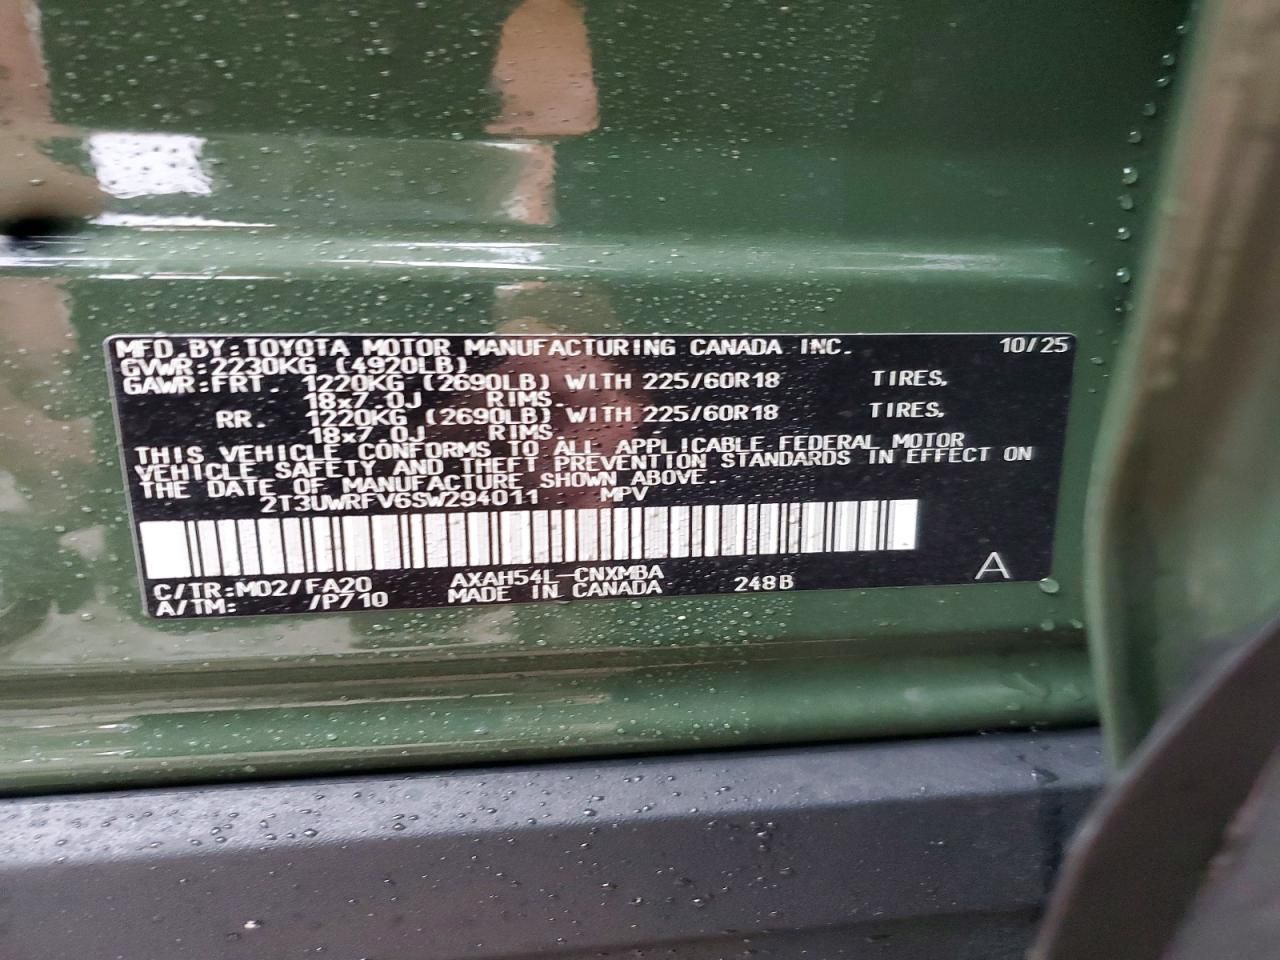 MFD.BY:TOYOTA MOTOR MANUFACTURING CANADA INC. 10/25
GVWR:2230KG (4920LB)
GAWR:FRT. 1220KG (2690LB) WITH 225/60R18 TIRES,
18x7.0J RIMS.
RR. 1220KG (2690LB) WITH 225/60R18 TIRES,
18x7.0J RIMS.
THIS VEHICLE CONFORMS TO ALL APPLICABLE FEDERAL MOTOR
VEHICLE SAFETY AND THEFT PREVENTION STANDARDS IN EFFECT ON
THE DATE OF MANUFACTURE SHOWN ABOVE.
2T3UWRFV6SW294011 MPV
C/TR:M02//FA20 AXAH54L-CNXMBA 248B A
A/TM: /P710 MADE IN CANADA